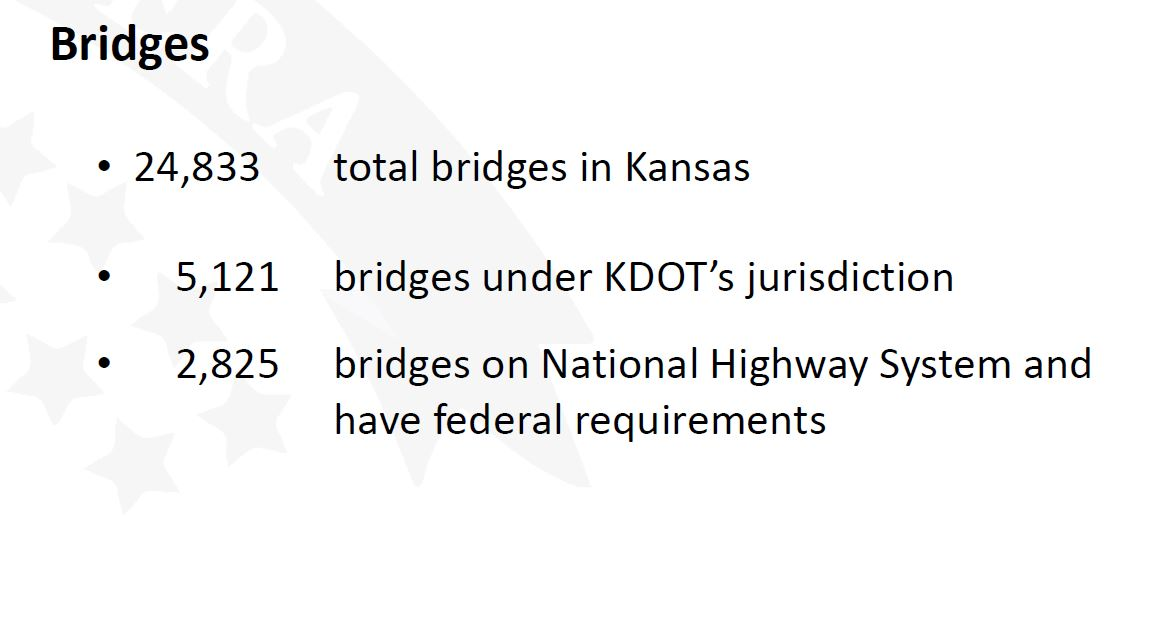 Bridges
• 24,833 total bridges in Kansas
• 5,121 bridges under KDOT’s jurisdiction
• 2,825 bridges on National Highway System and
have federal requirements